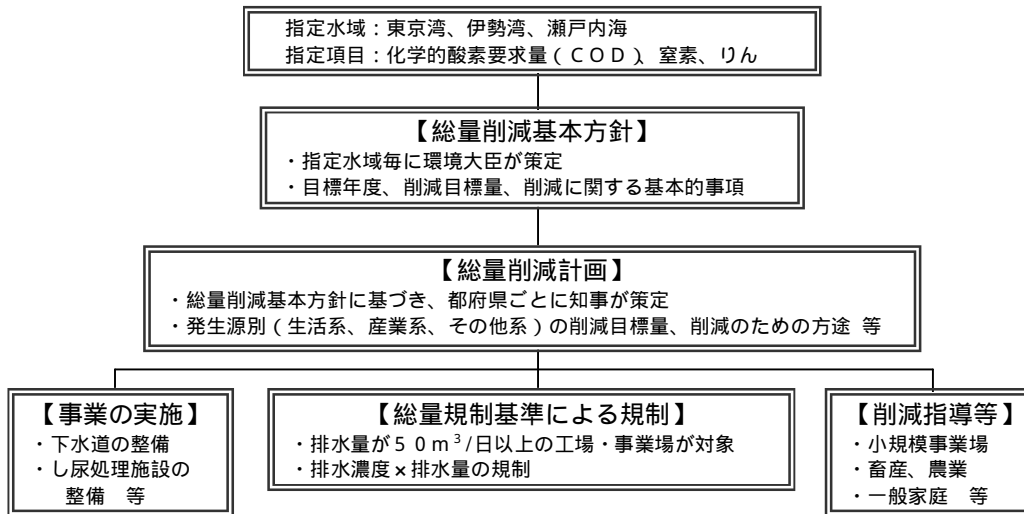 指定水域：東京湾、伊勢湾、瀬戸内海
指定項目：化学的酸素要求量（ＣＯＤ）、窒素、りん
【総量削減基本方針】
・指定水域毎に環境大臣が策定
・目標年度、削減目標量、削減に関する基本的事項
【総量削減計画】
・総量削減基本方針に基づき、都府県ごとに知事が策定
・発生源別（生活系、産業系、その他系）の削減目標量、削減のための方途 等
【事業の実施】
・下水道の整備
・し尿処理施設の
整備　等
【総量規制基準による規制】
・排水量が５０ｍ³/日以上の工場・事業場が対象
・排水濃度×排水量の規制
【削減指導等】
・小規模事業場
・畜産、農業
・一般家庭　等